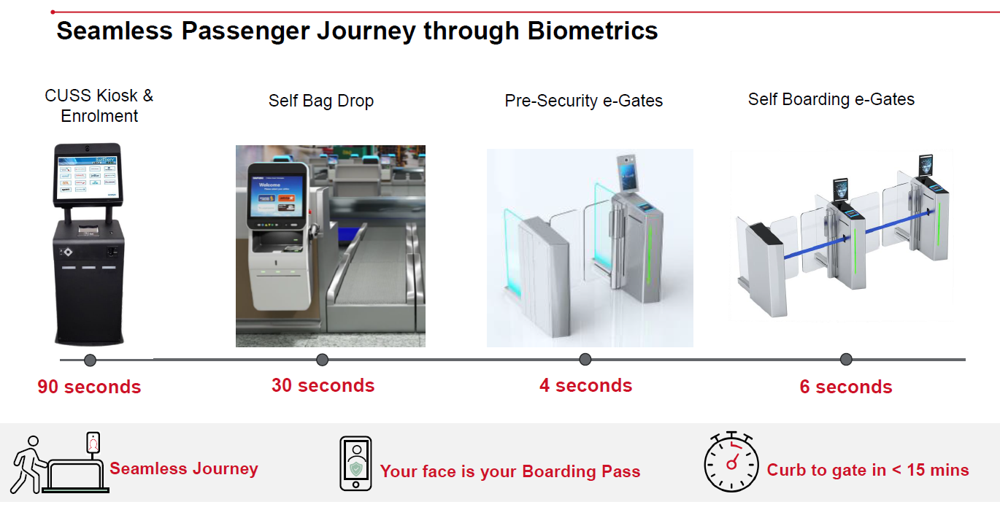 Seamless Passenger Journey through Biometrics
CUSS Kiosk &
Enrolment
Self Bag Drop
Pre-Security e-Gates
Self Boarding e-Gates
SelfServ
Welcome
90 seconds
30 seconds
4 seconds
6 seconds
Seamless Journey
Your face is your Boarding Pass
Curb to gate in < 15 mins